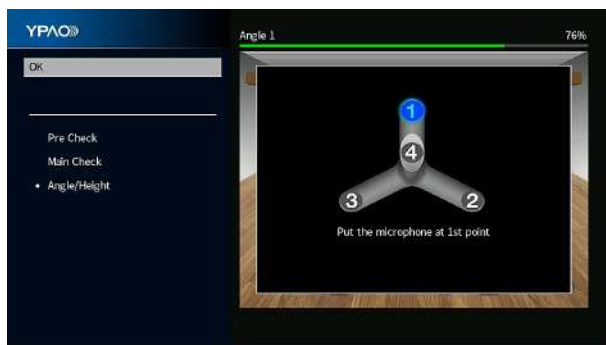 YPAO
OK
Pre Check
Main Check
• Angle/Height
Angle 1 76%
1
4
3 2
Put the microphone at 1st point